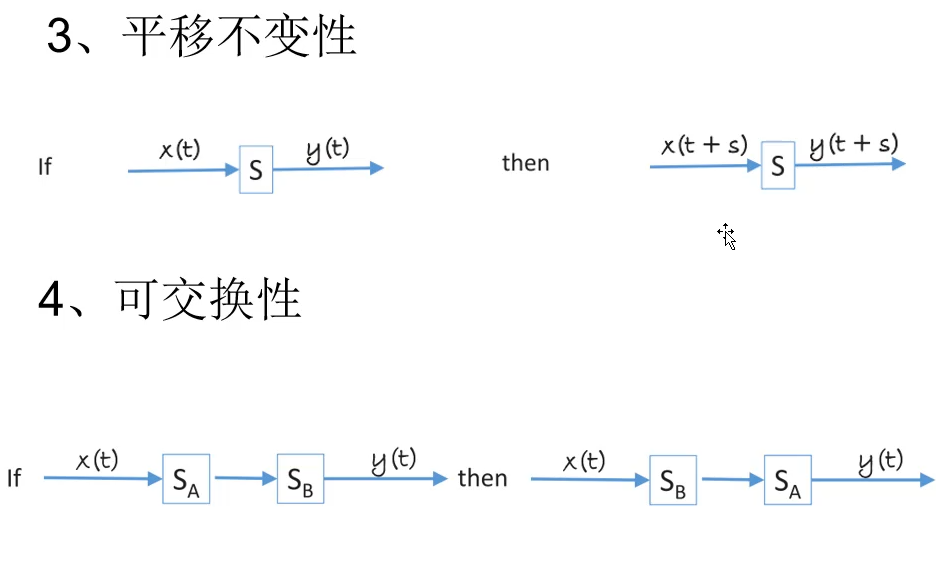 3、平移不变性
If x(t) S y(t) then x(t + s) S y(t + s)
4、可交换性
If x(t) S_A S_B y(t) then x(t) S_B S_A y(t)